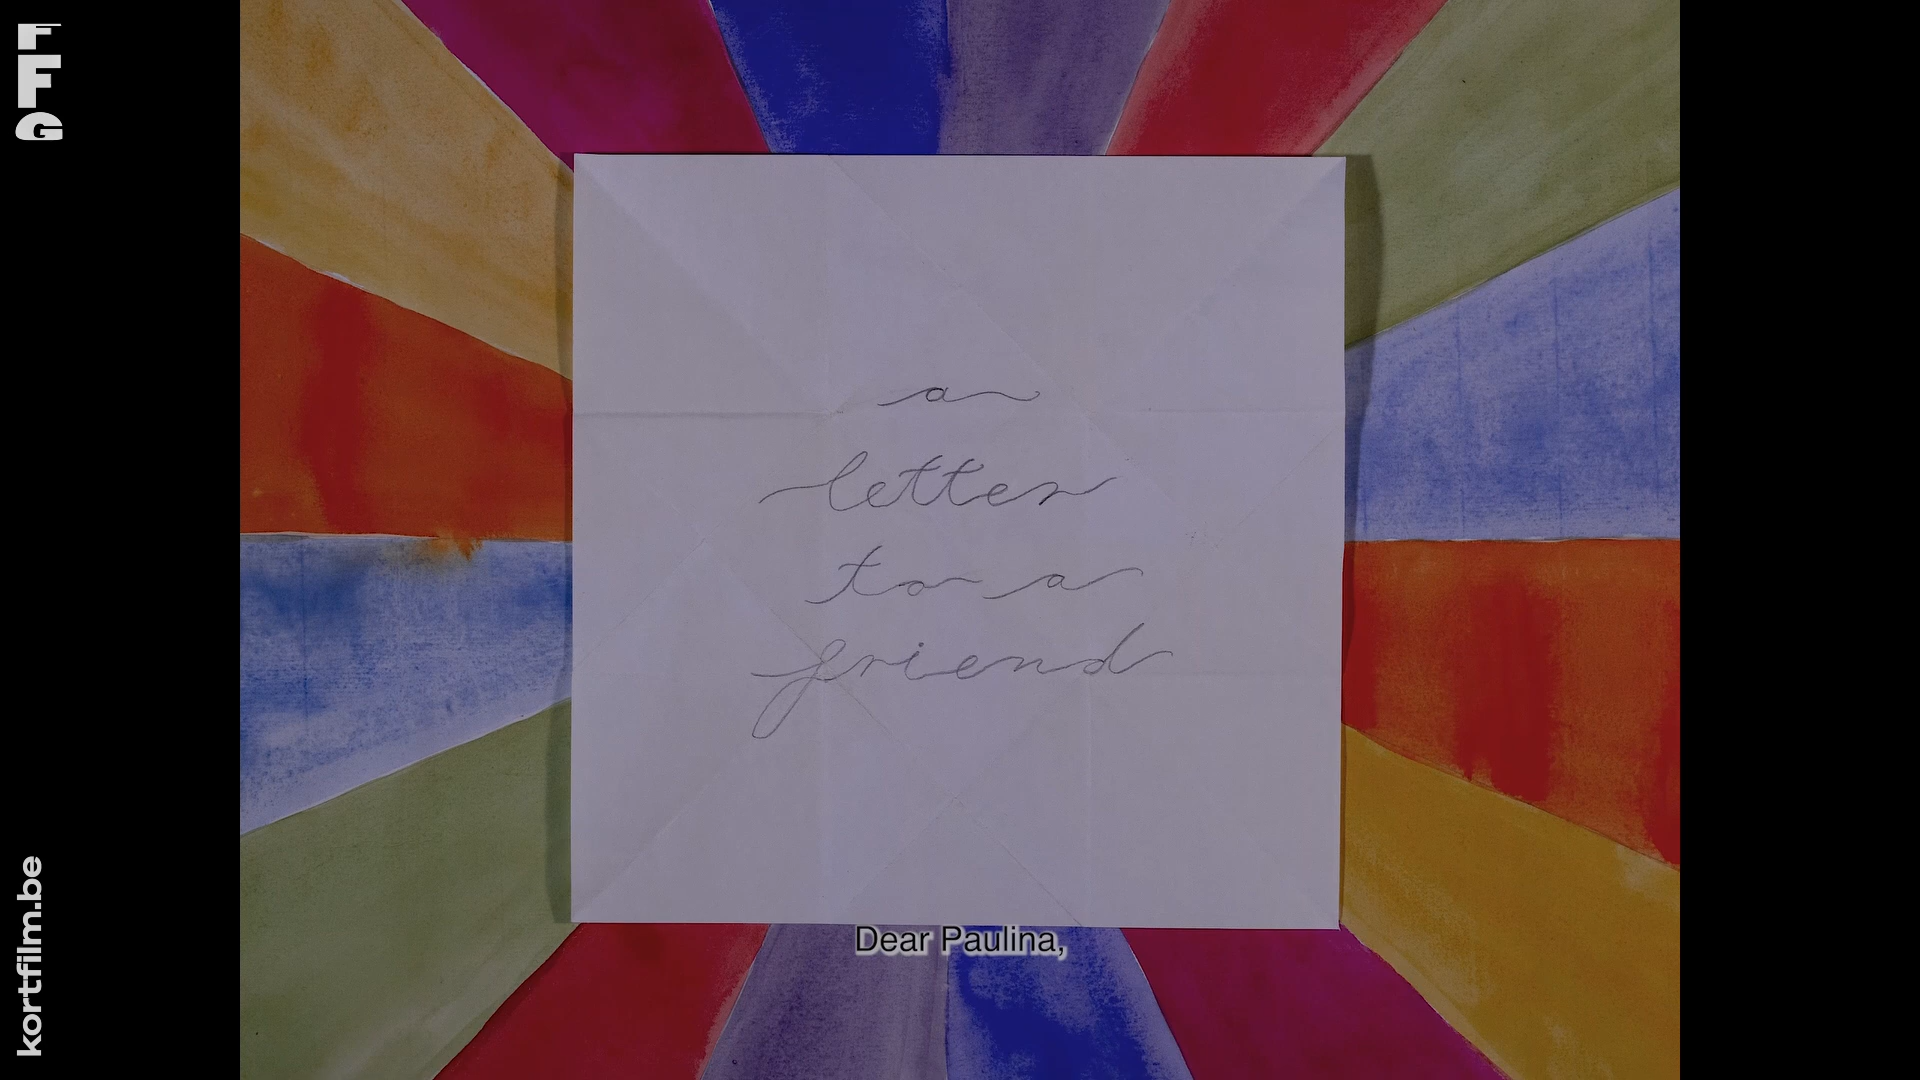 FFG
a
letter
to a
friend
Dear Paulina,
kortfilm.be